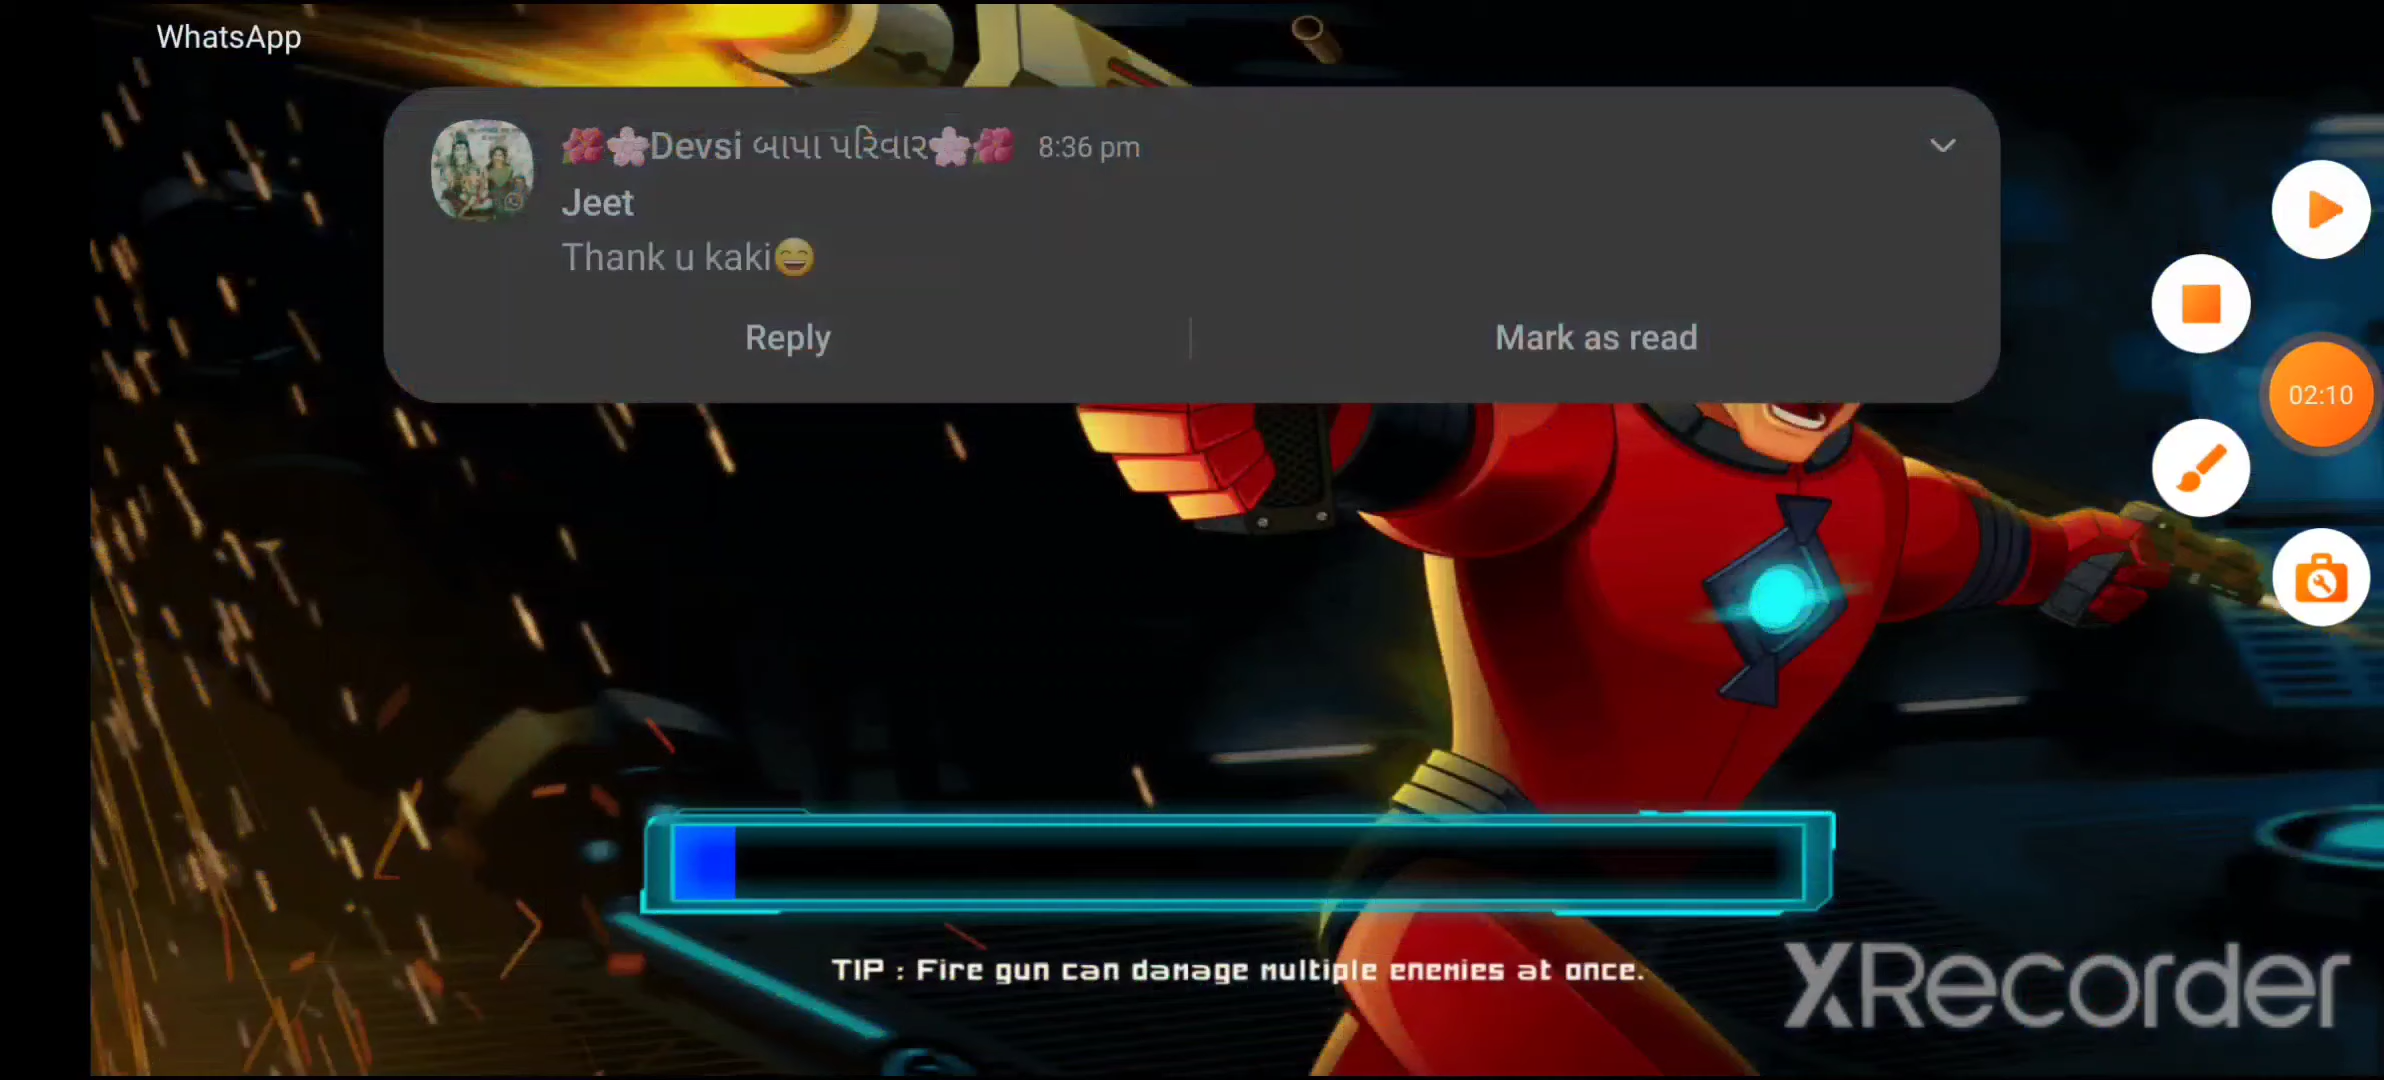 WhatsApp
🌺🌸Devsi બાપા પરિવાર🌸🌺 8:36 pm
Jeet
Thank u kaki😄
Reply Mark as read
02:10
TIP : Fire gun can damage multiple enemies at once.
XRecorder